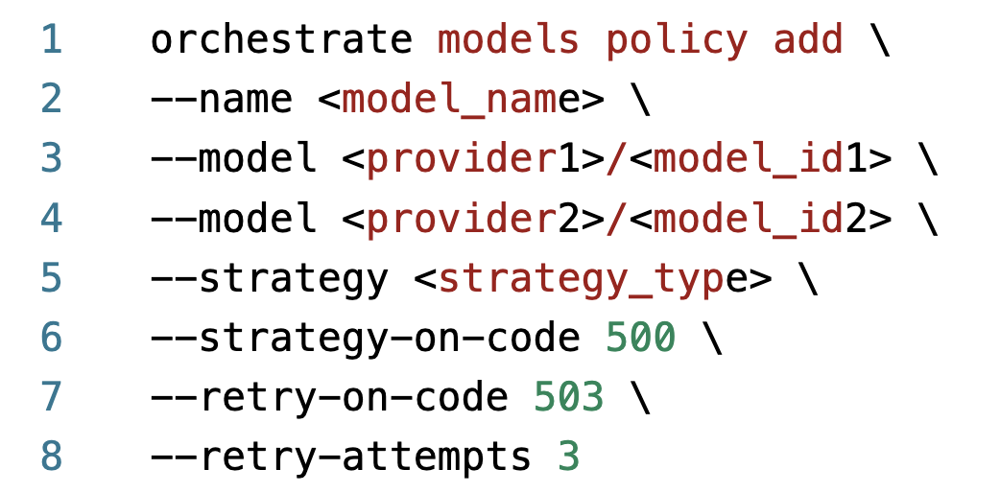 1 orchestrate models policy add \
2 --name <model_name> \
3 --model <provider1>/<model_id1> \
4 --model <provider2>/<model_id2> \
5 --strategy <strategy_type> \
6 --strategy-on-code 500 \
7 --retry-on-code 503 \
8 --retry-attempts 3